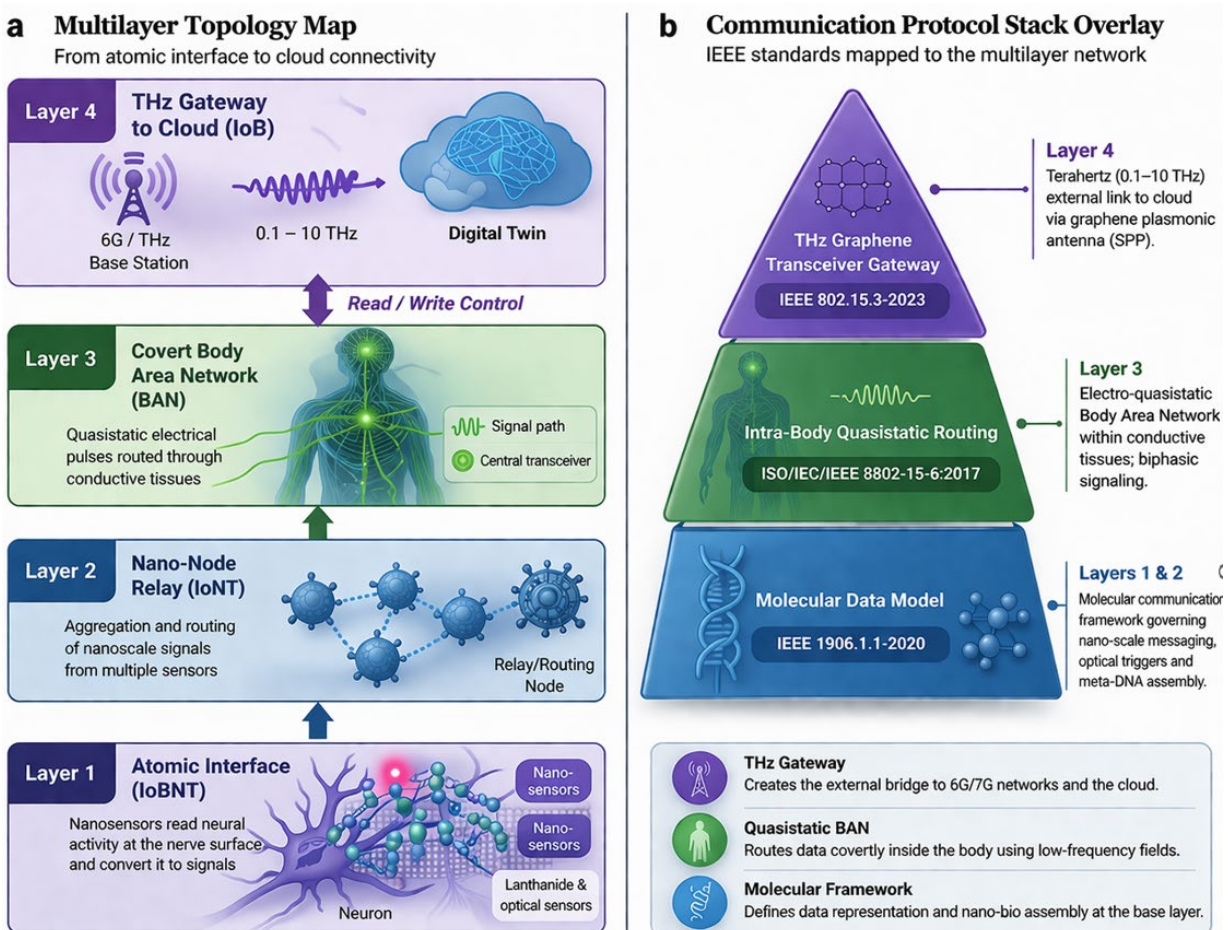 a Multilayer Topology Map
From atomic interface to cloud connectivity
Layer 4
THz Gateway
to Cloud (IoB)
6G / THz
Base Station
0.1 – 10 THz
Digital Twin
Read / Write Control
Layer 3
Covert Body
Area Network
(BAN)
Quasistatic electrical
pulses routed through
conductive tissues
Signal path
Central transceiver
Layer 2
Nano-Node
Relay (IoNT)
Aggregation and routing
of nanoscale signals
from multiple sensors
Relay/Routing
Node
Layer 1
Atomic Interface
(IoBNT)
Nanosensors read neural
activity at the nerve surface
and convert it to signals
Neuron
Nano-
sensors
Nano-
sensors
Lanthanide &
optical sensors
b Communication Protocol Stack Overlay
IEEE standards mapped to the multilayer network
THz Graphene
Transceiver Gateway
IEEE 802.15.3-2023
Layer 4
Terahertz (0.1–10 THz)
external link to cloud
via graphene plasmonic
antenna (SPP).
Intra-Body Quasistatic Routing
ISO/IEC/IEEE 8802-15-6:2017
Layer 3
Electro-quasistatic
Body Area Network
within conductive
tissues; biphasic
signaling.
Molecular Data Model
IEEE 1906.1.1-2020
Layers 1 & 2
Molecular communication
framework governing
nano-scale messaging,
optical triggers and
meta-DNA assembly.
THz Gateway
Creates the external bridge to 6G/7G networks and the cloud.
Quasistatic BAN
Routes data covertly inside the body using low-frequency fields.
Molecular Framework
Defines data representation and nano-bio assembly at the base layer.